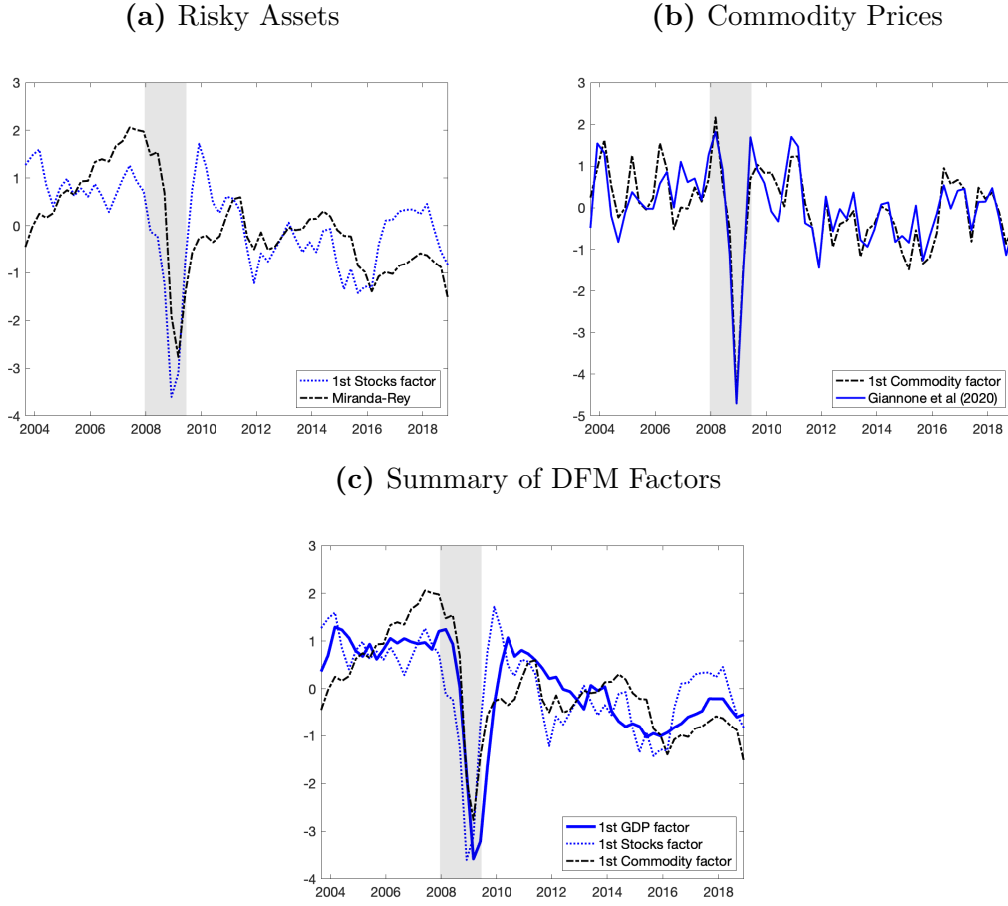 (a) Risky Assets
(b) Commodity Prices
3
2
1
0
-1
-2
-3
-4
2004 2006 2008 2010 2012 2014 2016 2018
1st Stocks factor
Miranda-Rey
3
2
1
0
-1
-2
-3
-4
-5
2004 2006 2008 2010 2012 2014 2016 2018
1st Commodity factor
Giannone et al (2020)
(c) Summary of DFM Factors
3
2
1
0
-1
-2
-3
-4
2004 2006 2008 2010 2012 2014 2016 2018
1st GDP factor
1st Stocks factor
1st Commodity factor